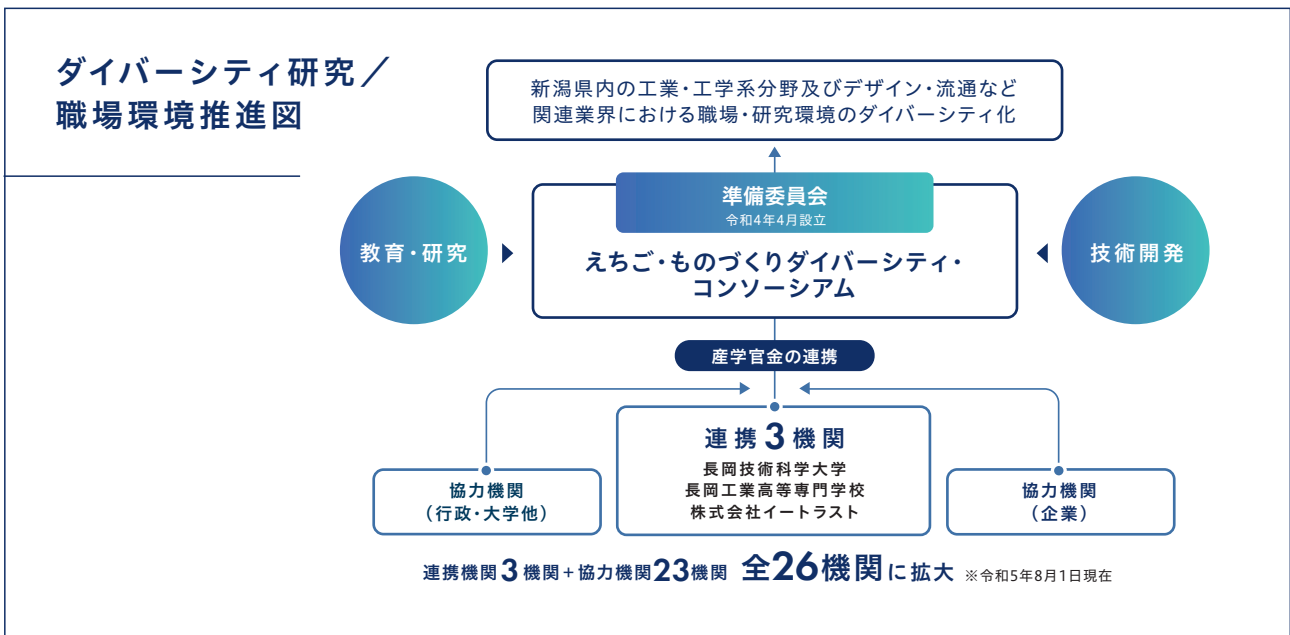 ダイバーシティ研究／
職場環境推進図
新潟県内の工業・工学系分野及びデザイン・流通など
関連業界における職場・研究環境のダイバーシティ化
準備委員会
令和4年4月設立
教育・研究
えちご・ものづくりダイバーシティ・
コンソーシアム
技術開発
産学官金の連携
連携3機関
長岡技術科学大学
長岡工業高等専門学校
株式会社イートラスト
協力機関
（行政・大学他）
協力機関
（企業）
連携機関3機関＋協力機関23機関 全26機関に拡大 ※令和5年8月1日現在